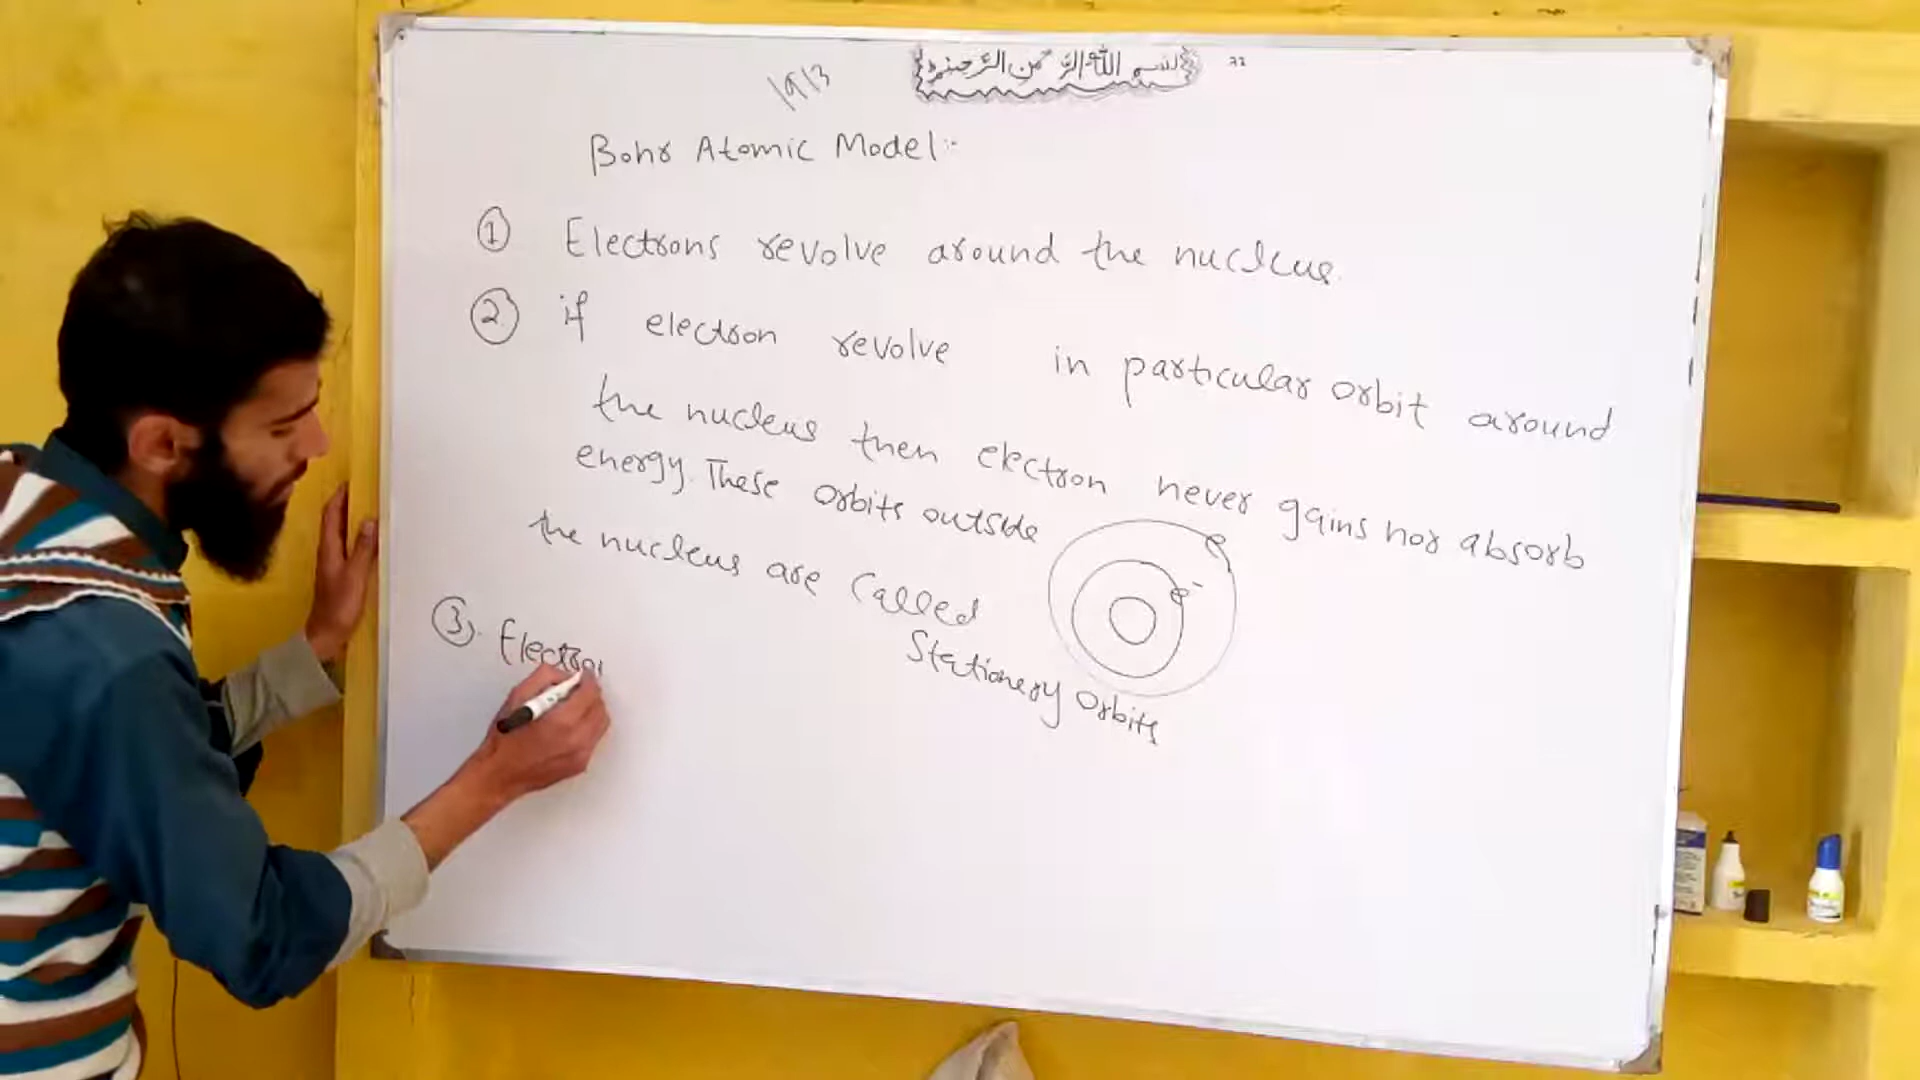 بسم الله الرحمن الرحيم
1913
Bohr Atomic Model:-
① Electrons revolve around the nucleus.
② if electron revolve in particular orbit around
the nucleus then electron never gains nor absorb
energy. These orbits outside
the nucleus are called
Stationery orbits
e
e-
③. Electron